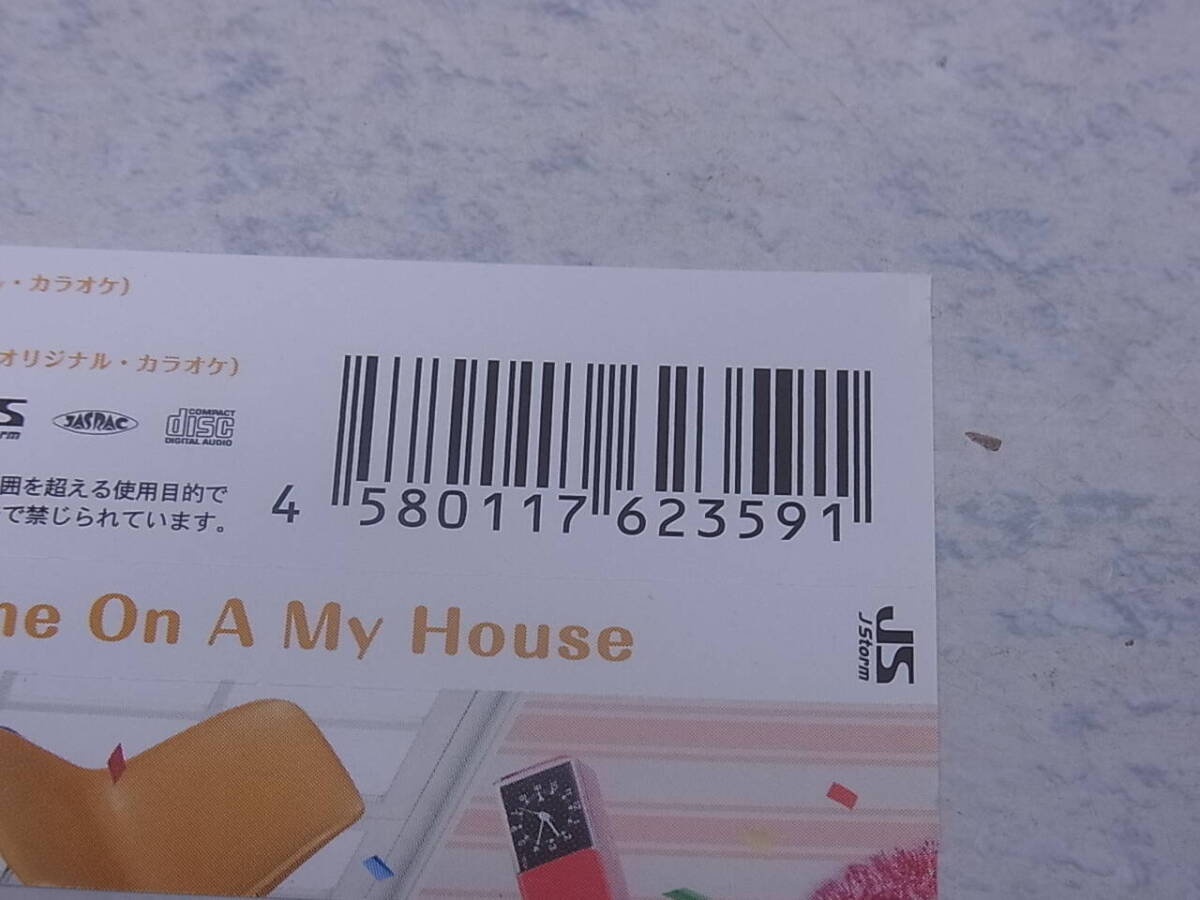 ・カラオケ)
オリジナル・カラオケ)
JASRAC
COMPACT
disc
DIGITAL AUDIO
囲を超える使用目的で
で禁じられています。
4 580117 623591
On A My House
JS
J Storm